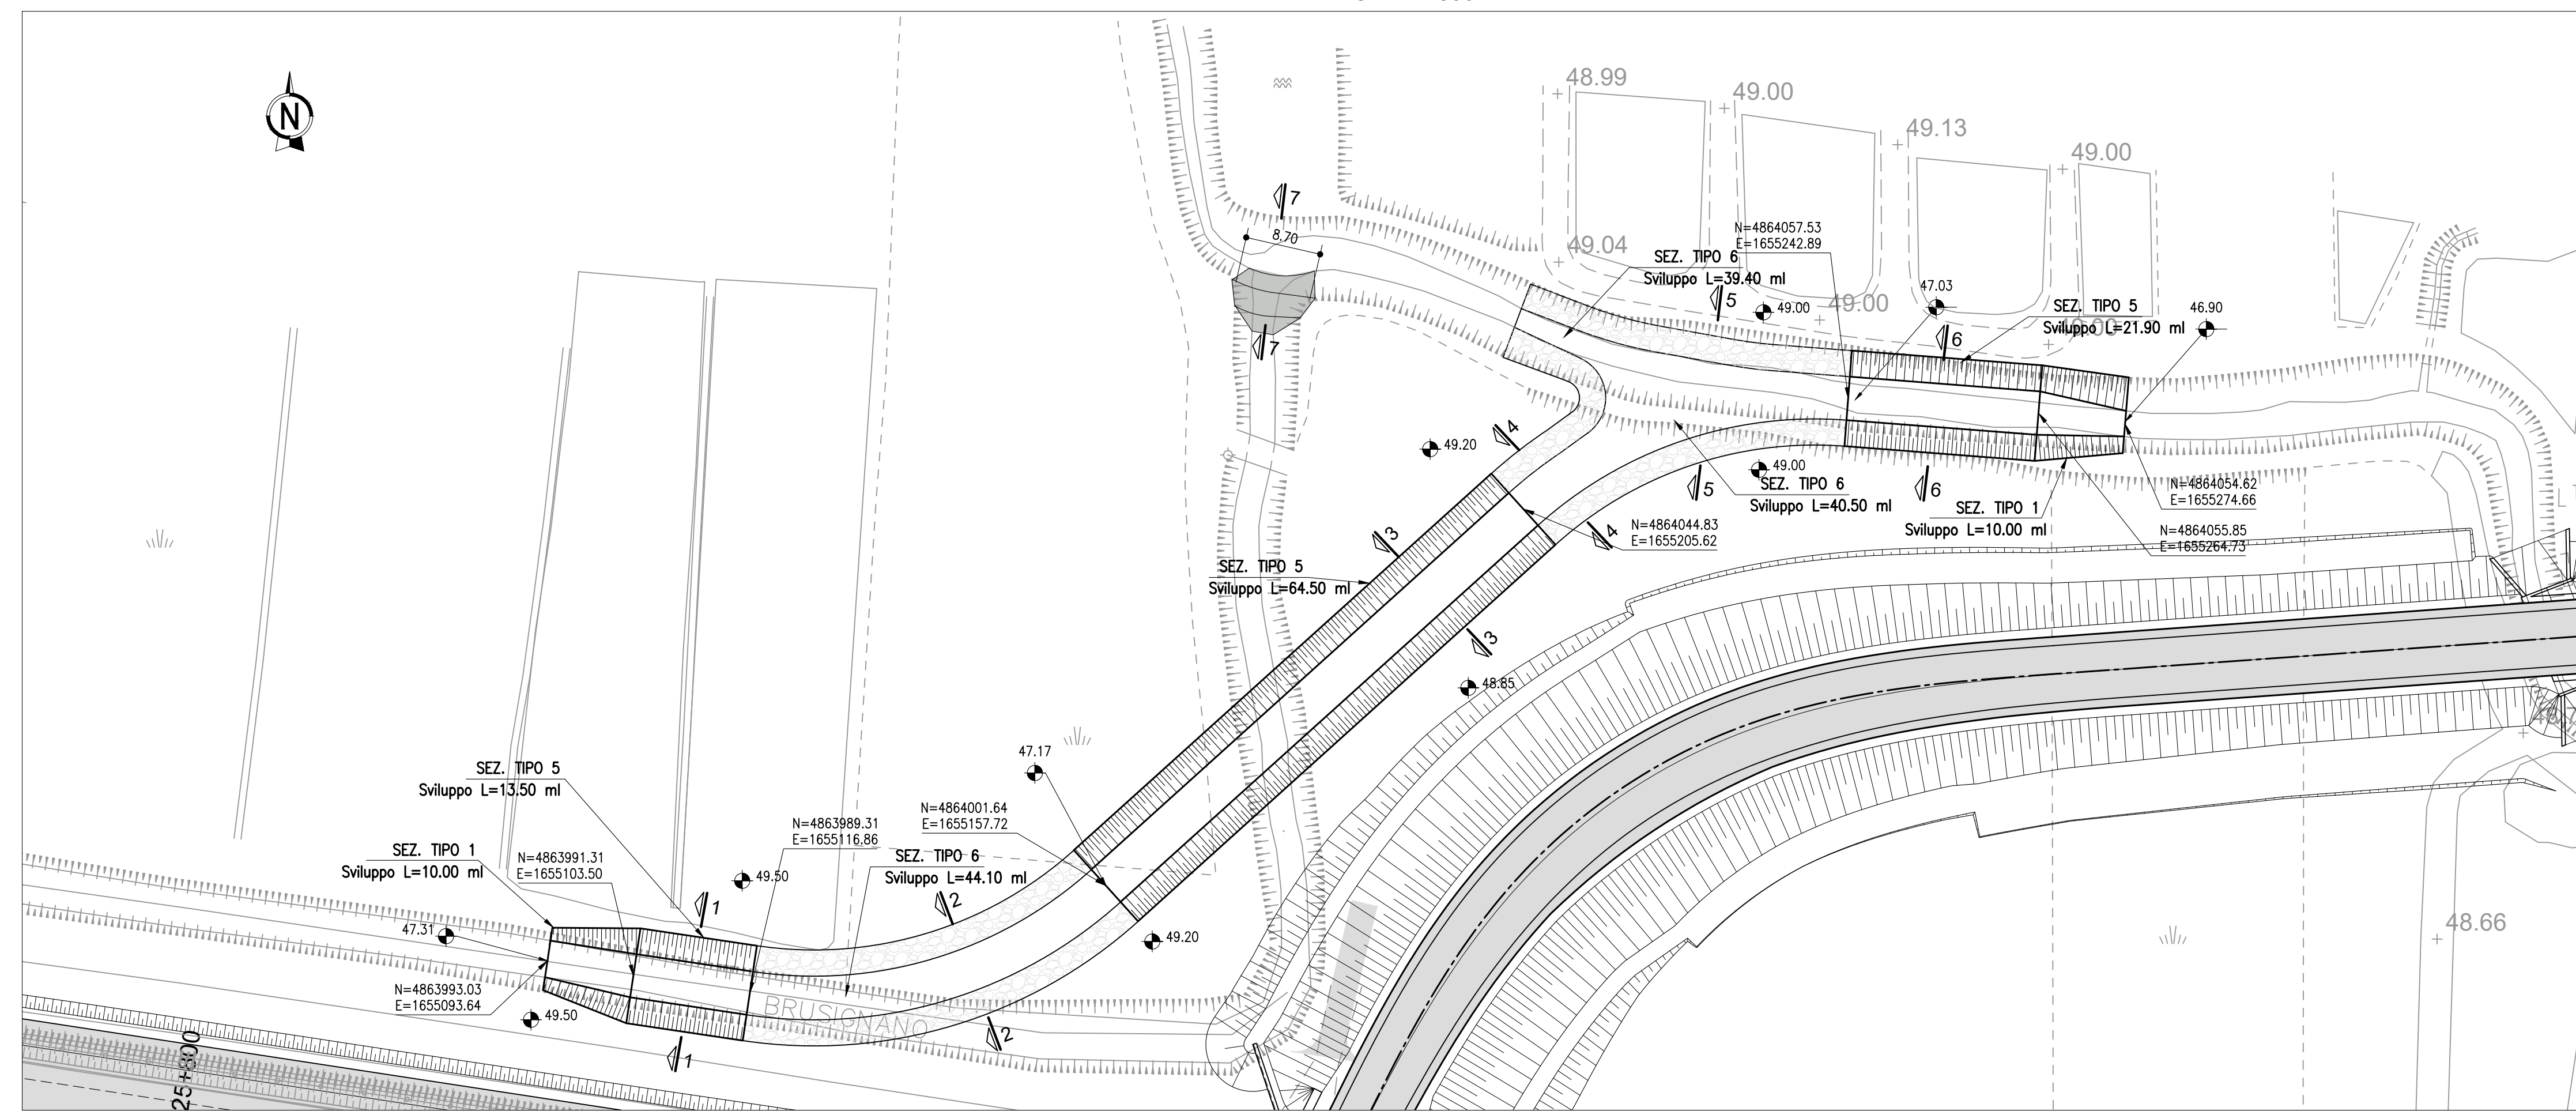 N
48.99
49.00
49.13
49.00
7
8,70
49.04
N=4864057.53
E=1655242.89
SEZ. TIPO 6
Sviluppo L=39.40 ml
5
49.00
49.00
47.03
SEZ. TIPO 5
Sviluppo L=21.90 ml
49.00
46.90
6
7
4
49.20
49.00
SEZ. TIPO 6
Sviluppo L=40.50 ml
5
6
SEZ. TIPO 1
Sviluppo L=10.00 ml
N=4864054.62
E=1655274.66
N=4864055.85
E=1655264.73
N=4864044.83
E=1655205.62
4
3
SEZ. TIPO 5
Sviluppo L=64.50 ml
3
48.85
47.17
SEZ. TIPO 5
Sviluppo L=13.50 ml
N=4864001.64
E=1655157.72
N=4863989.31
E=1655116.86
SEZ. TIPO 1
Sviluppo L=10.00 ml
N=4863991.31
E=1655103.50
SEZ. TIPO 6
Sviluppo L=44.10 ml
49.50
1
2
47.31
49.20
48.66
N=4863993.03
E=1655093.64
49.50
BRUSIGNANO
2
1
25+800